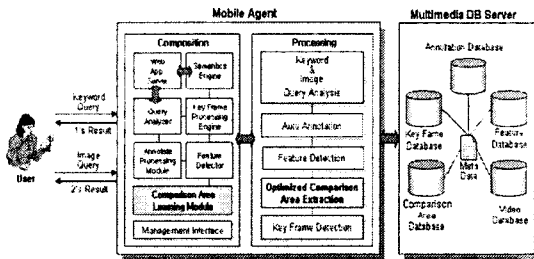 Mobile Agent
Multimedia DB Server
Composition
Processing
Web
App
Server
Semantics
Engine
Query
Analyzer
Key Frame
Processing
Engine
Annotate
Processing
Module
Feature
Detector
Comparison Area
Learning Module
Management Interface
Keyword
&
Image
Query Analysis
Auto Annotation
Feature Detection
Optimized Comparison
Area Extraction
Key Frame Detection
Keyword
Query
1's Result
Image
Query
2's Result
User
Annotation Database
Key Fame
Database
Feature
Database
Meta
Data
Comparison
Area Database
Video
Database